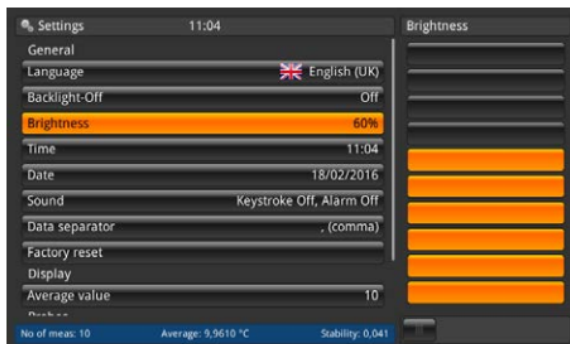 Settings 11:04 Brightness
General
Language English (UK)
Backlight-Off Off
Brightness 60%
Time 11:04
Date 18/02/2016
Sound Keystroke Off, Alarm Off
Data separator , (comma)
Factory reset
Display
Average value 10
No of meas: 10 Average: 9,9610 °C Stability: 0,041